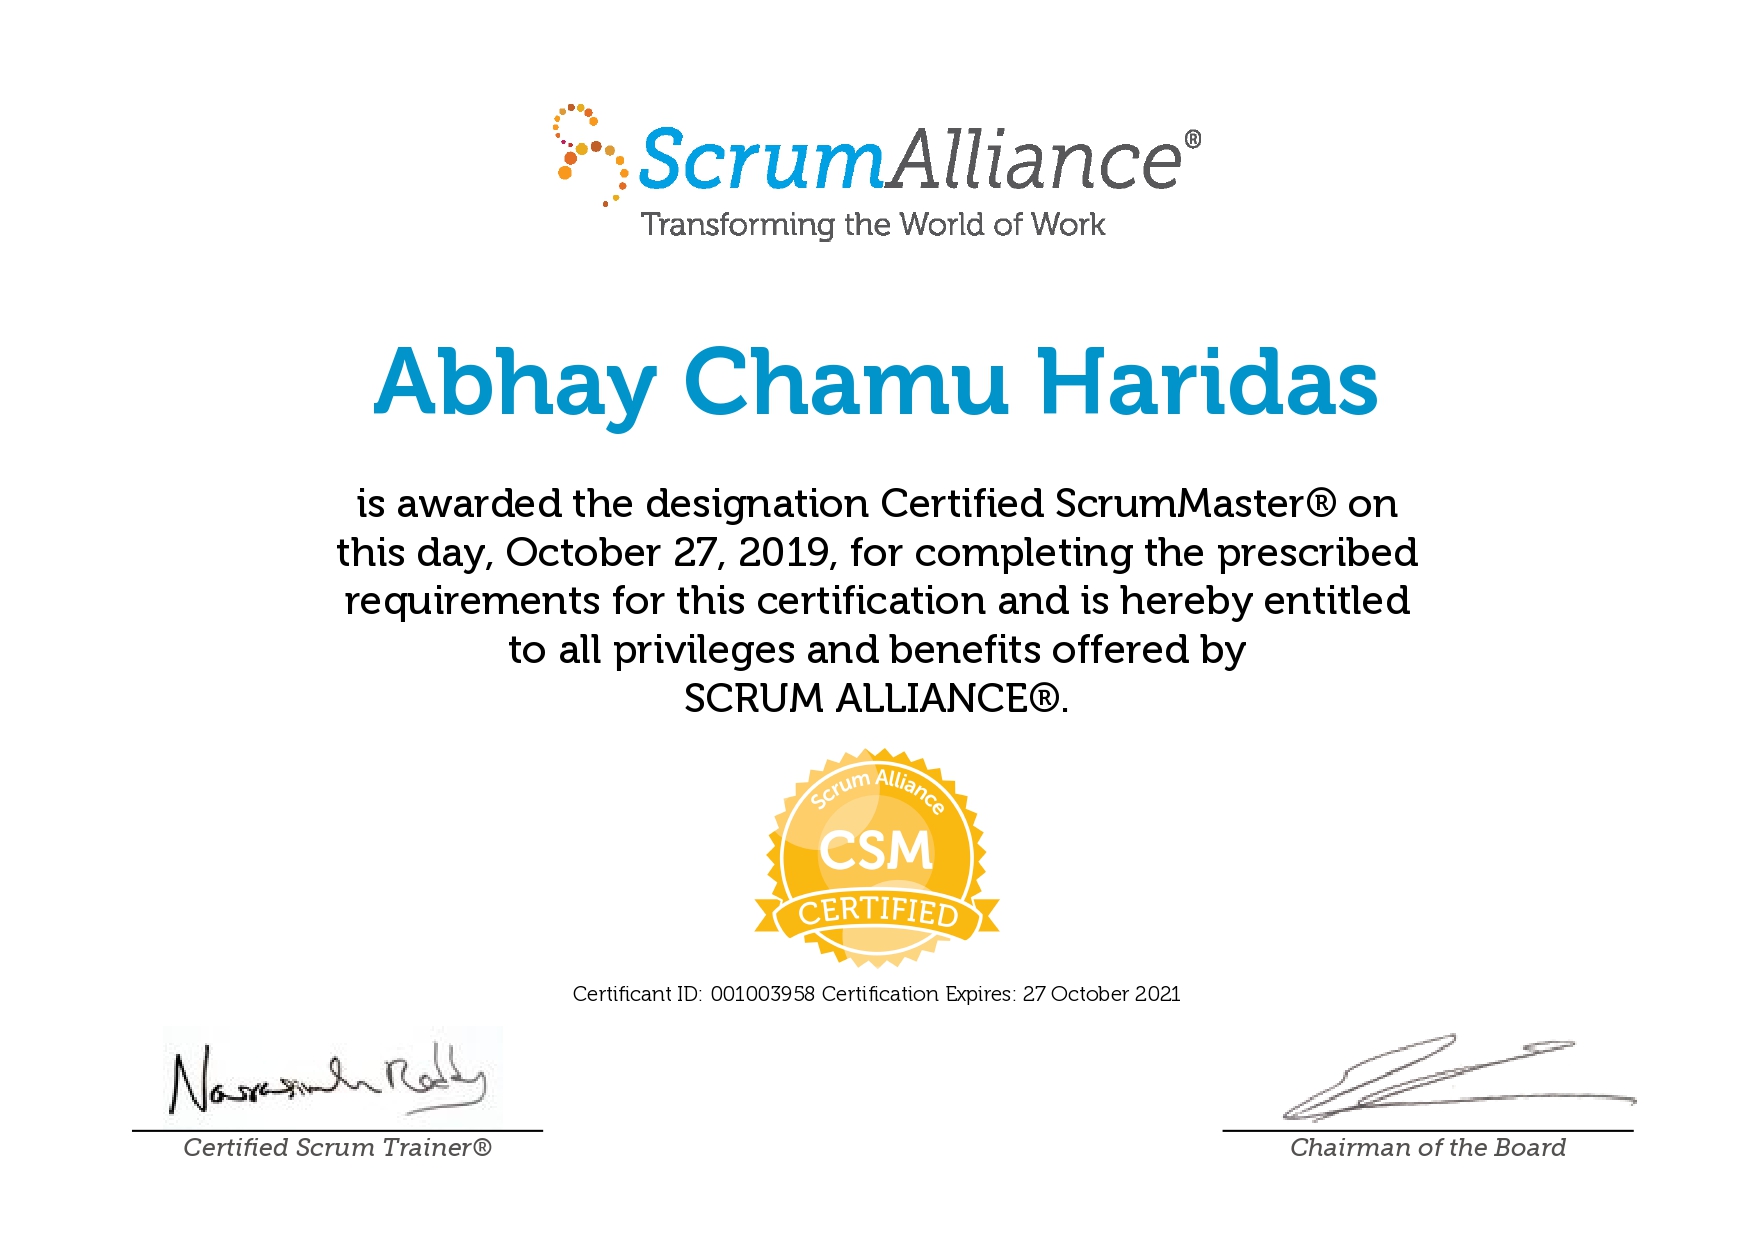 ScrumAlliance®
Transforming the World of Work
Abhay Chamu Haridas
is awarded the designation Certified ScrumMaster® on
this day, October 27, 2019, for completing the prescribed
requirements for this certification and is hereby entitled
to all privileges and benefits offered by
SCRUM ALLIANCE®.
Scrum Alliance
CSM
CERTIFIED
Certificant ID: 001003958 Certification Expires: 27 October 2021
Reddy
Certified Scrum Trainer®
Chairman of the Board